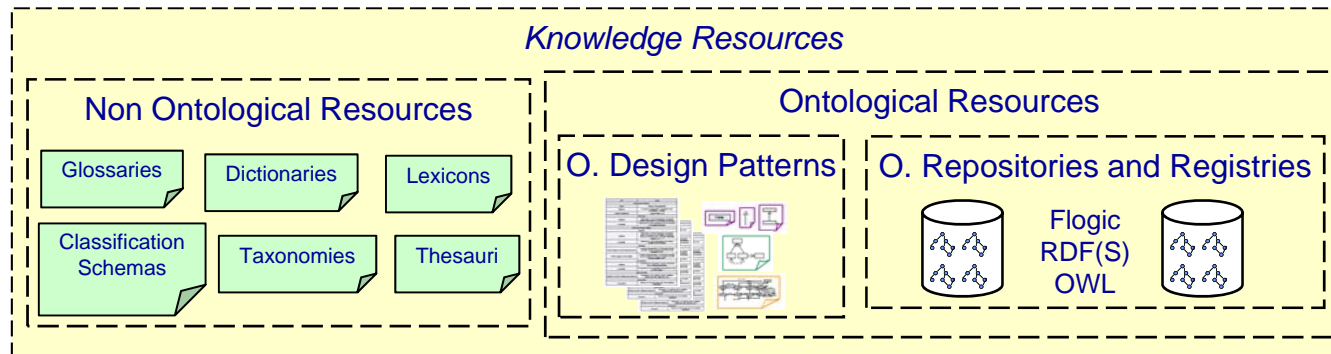 Knowledge Resources
Non Ontological Resources
Glossaries
Dictionaries
Lexicons
Classification
Schemas
Taxonomies
Thesauri
Ontological Resources
O. Design Patterns
O. Repositories and Registries
Flogic
RDF(S)
OWL